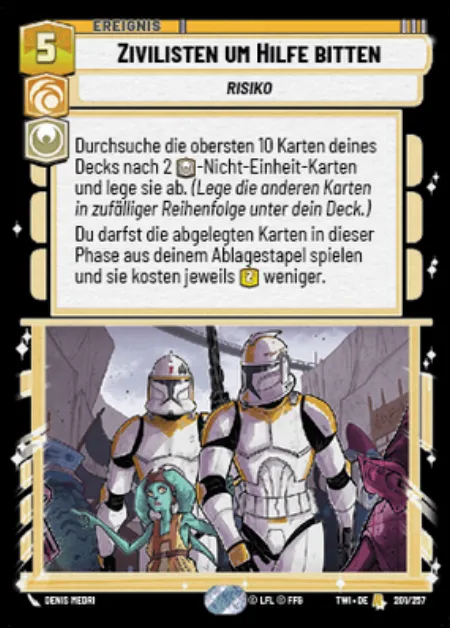 EREIGNIS
5
ZIVILISTEN UM HILFE BITTEN
RISIKO
Durchsuche die obersten 10 Karten deines
Decks nach 2 -Nicht-Einheit-Karten
und lege sie ab. (Lege die anderen Karten
in zufälliger Reihenfolge unter dein Deck.)
Du darfst die abgelegten Karten in dieser
Phase aus deinem Ablagestapel spielen
und sie kosten jeweils 2 weniger.
DENIS MEDRI
© LFL © FFG
TWI • DE
201/257